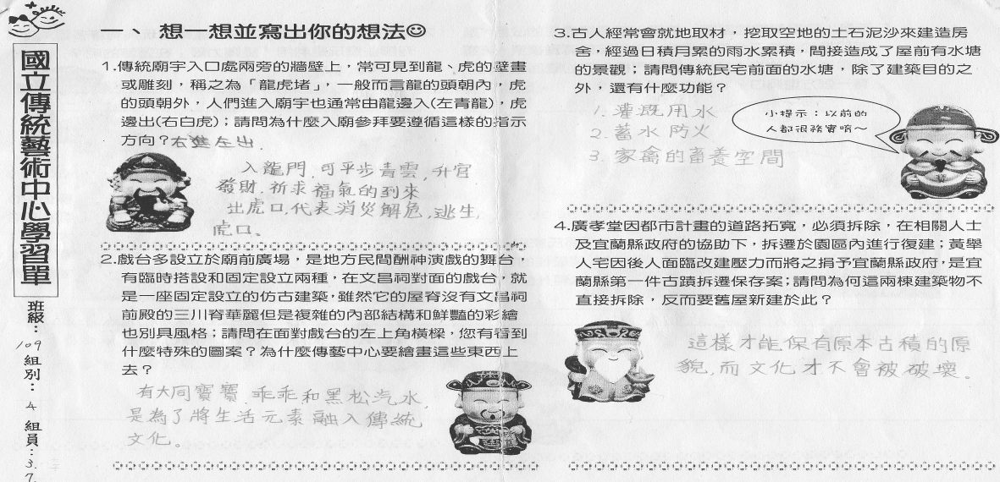 國立傳統藝術中心學習單
班級：
109
組別：
4
組員：3.
7.
一、想一想並寫出你的想法☺
1.傳統廟宇入口處兩旁的牆壁上，常可見到龍、虎的壁畫
或雕刻，稱之為「龍虎堵」，一般而言龍的頭朝內，虎
的頭朝外，人們進入廟宇也通常由龍邊入(左青龍)，虎
邊出(右白虎)；請問為什麼入廟參拜要遵循這樣的指示
方向？右進左出.
入龍門,可平步青雲,升官
發財.祈求福氣的到來
出虎口,代表消災解危,逃生
虎口。
2.戲台多設立於廟前廣場，是地方民間酬神演戲的舞台，
有臨時搭設和固定設立兩種，在文昌祠對面的戲台，就
是一座固定設立的仿古建築，雖然它的屋脊沒有文昌祠
前殿的三川脊華麗但是複雜的內部結構和鮮豔的彩繪
也別具風格；請問在面對戲台的左上角橫樑，您有看到
什麼特殊的圖案？為什麼傳藝中心要繪畫這些東西上
去？
有大同寶寶.乖乖和黑松汽水,
是為了將生活元素融入傳統
文化。
3.古人經常會就地取材，挖取空地的土石泥沙來建造房
舍，經過日積月累的雨水累積，間接造成了屋前有水塘
的景觀；請問傳統民宅前面的水塘，除了建築目的之
外，還有什麼功能？
小提示：以前的
人都很務實唷～
1.灌溉用水
2.蓄水防火
3.家禽的畜養空間
4.廣孝堂因都市計畫的道路拓寬，必須拆除，在相關人士
及宜蘭縣政府的協助下，拆遷於園區內進行復建；黃舉
人宅因後人面臨改建壓力而將之捐予宜蘭縣政府，是宜
蘭縣第一件古蹟拆遷保存案；請問為何這兩棟建築物不
直接拆除，反而要舊屋新建於此？
這樣才能保有原本古積的原
貌,而文化才不會被破壞.